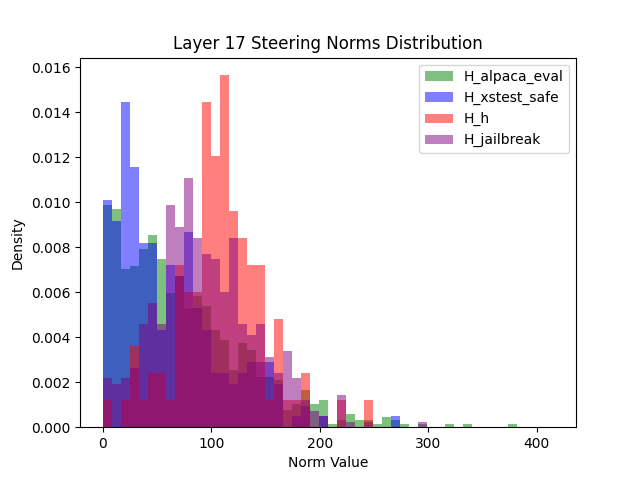 Layer 17 Steering Norms Distribution
H_alpaca_eval
H_xstest_safe
H_h
H_jailbreak
0.016
0.014
0.012
0.010
0.008
0.006
0.004
0.002
0.000
Density
0 100 200 300 400
Norm Value